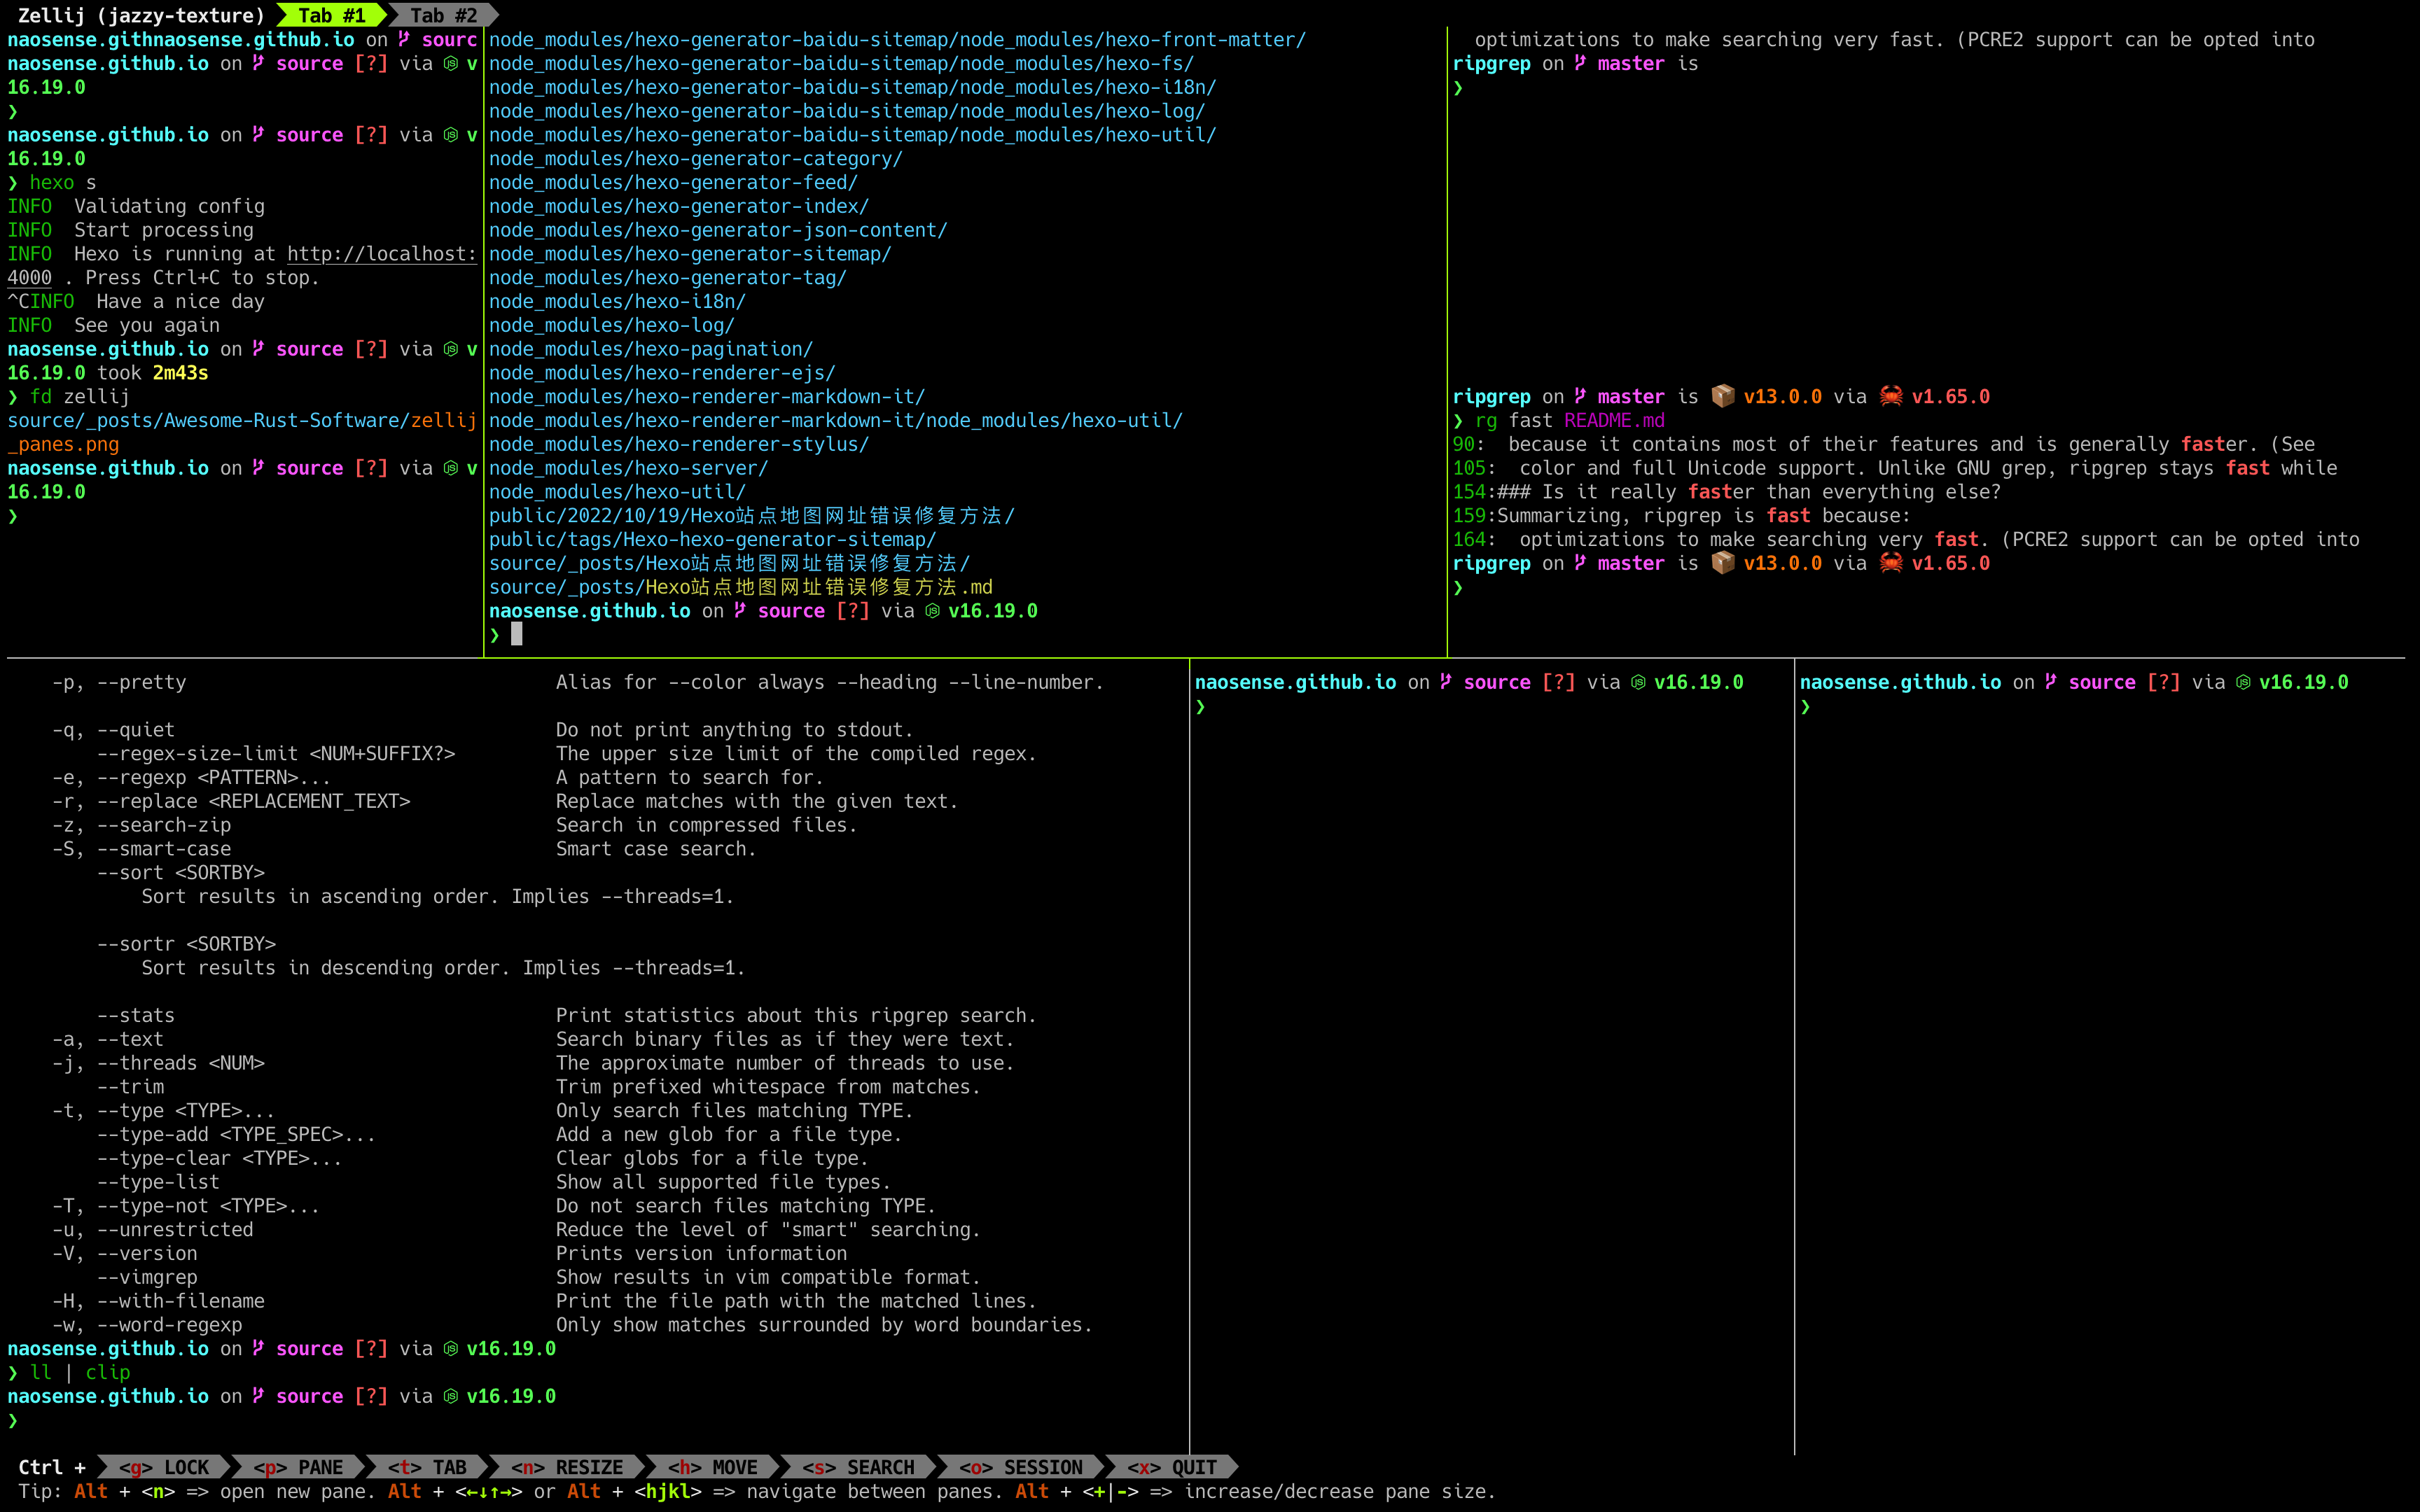 Zellij (jazzy-texture) Tab #1 Tab #2
naosense.githnaosense.github.io on sourc
naosense.github.io on source [?] via v
16.19.0
❯
naosense.github.io on source [?] via v
16.19.0
❯ hexo s
INFO  Validating config
INFO  Start processing
INFO  Hexo is running at http://localhost:
4000 . Press Ctrl+C to stop.
^CINFO  Have a nice day
INFO  See you again
naosense.github.io on source [?] via v
16.19.0 took 2m43s
❯ fd zellij
source/_posts/Awesome-Rust-Software/zellij
_panes.png
naosense.github.io on source [?] via v
16.19.0
❯
node_modules/hexo-generator-baidu-sitemap/node_modules/hexo-front-matter/
node_modules/hexo-generator-baidu-sitemap/node_modules/hexo-fs/
node_modules/hexo-generator-baidu-sitemap/node_modules/hexo-i18n/
node_modules/hexo-generator-baidu-sitemap/node_modules/hexo-log/
node_modules/hexo-generator-baidu-sitemap/node_modules/hexo-util/
node_modules/hexo-generator-category/
node_modules/hexo-generator-feed/
node_modules/hexo-generator-index/
node_modules/hexo-generator-json-content/
node_modules/hexo-generator-sitemap/
node_modules/hexo-generator-tag/
node_modules/hexo-i18n/
node_modules/hexo-log/
node_modules/hexo-pagination/
node_modules/hexo-renderer-ejs/
node_modules/hexo-renderer-markdown-it/
node_modules/hexo-renderer-markdown-it/node_modules/hexo-util/
node_modules/hexo-renderer-stylus/
node_modules/hexo-server/
node_modules/hexo-util/
public/2022/10/19/Hexo站点地图网址错误修复方法/
public/tags/Hexo-hexo-generator-sitemap/
source/_posts/Hexo站点地图网址错误修复方法/
source/_posts/Hexo站点地图网址错误修复方法.md
naosense.github.io on source [?] via v16.19.0
❯
optimizations to make searching very fast. (PCRE2 support can be opted into
ripgrep on master is
❯
ripgrep on master is 📦 v13.0.0 via 🦀 v1.65.0
❯ rg fast README.md
90:  because it contains most of their features and is generally faster. (See
105:  color and full Unicode support. Unlike GNU grep, ripgrep stays fast while
154:### Is it really faster than everything else?
159:Summarizing, ripgrep is fast because:
164:  optimizations to make searching very fast. (PCRE2 support can be opted into
ripgrep on master is 📦 v13.0.0 via 🦀 v1.65.0
❯
-p, --pretty Alias for --color always --heading --line-number.
-q, --quiet Do not print anything to stdout.
--regex-size-limit <NUM+SUFFIX?> The upper size limit of the compiled regex.
-e, --regexp <PATTERN>... A pattern to search for.
-r, --replace <REPLACEMENT_TEXT> Replace matches with the given text.
-z, --search-zip Search in compressed files.
-S, --smart-case Smart case search.
--sort <SORTBY>
Sort results in ascending order. Implies --threads=1.
--sortr <SORTBY>
Sort results in descending order. Implies --threads=1.
--stats Print statistics about this ripgrep search.
-a, --text Search binary files as if they were text.
-j, --threads <NUM> The approximate number of threads to use.
--trim Trim prefixed whitespace from matches.
-t, --type <TYPE>... Only search files matching TYPE.
--type-add <TYPE_SPEC>... Add a new glob for a file type.
--type-clear <TYPE>... Clear globs for a file type.
--type-list Show all supported file types.
-T, --type-not <TYPE>... Do not search files matching TYPE.
-u, --unrestricted Reduce the level of "smart" searching.
-V, --version Prints version information
--vimgrep Show results in vim compatible format.
-H, --with-filename Print the file path with the matched lines.
-w, --word-regexp Only show matches surrounded by word boundaries.
naosense.github.io on source [?] via v16.19.0
❯ ll | clip
naosense.github.io on source [?] via v16.19.0
❯
naosense.github.io on source [?] via v16.19.0
❯
naosense.github.io on source [?] via v16.19.0
❯
Ctrl + <g> LOCK <p> PANE <t> TAB <n> RESIZE <h> MOVE <s> SEARCH <o> SESSION <x> QUIT
Tip: Alt + <n> => open new pane. Alt + <←↓↑→> or Alt + <hjkl> => navigate between panes. Alt + <+|-> => increase/decrease pane size.